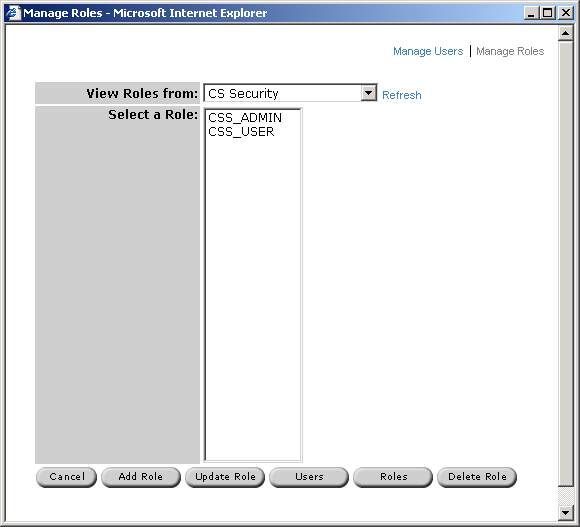 Manage Roles - Microsoft Internet Explorer
Manage Users | Manage Roles
View Roles from: CS Security Refresh
Select a Role: CSS_ADMIN
CSS_USER
Cancel Add Role Update Role Users Roles Delete Role